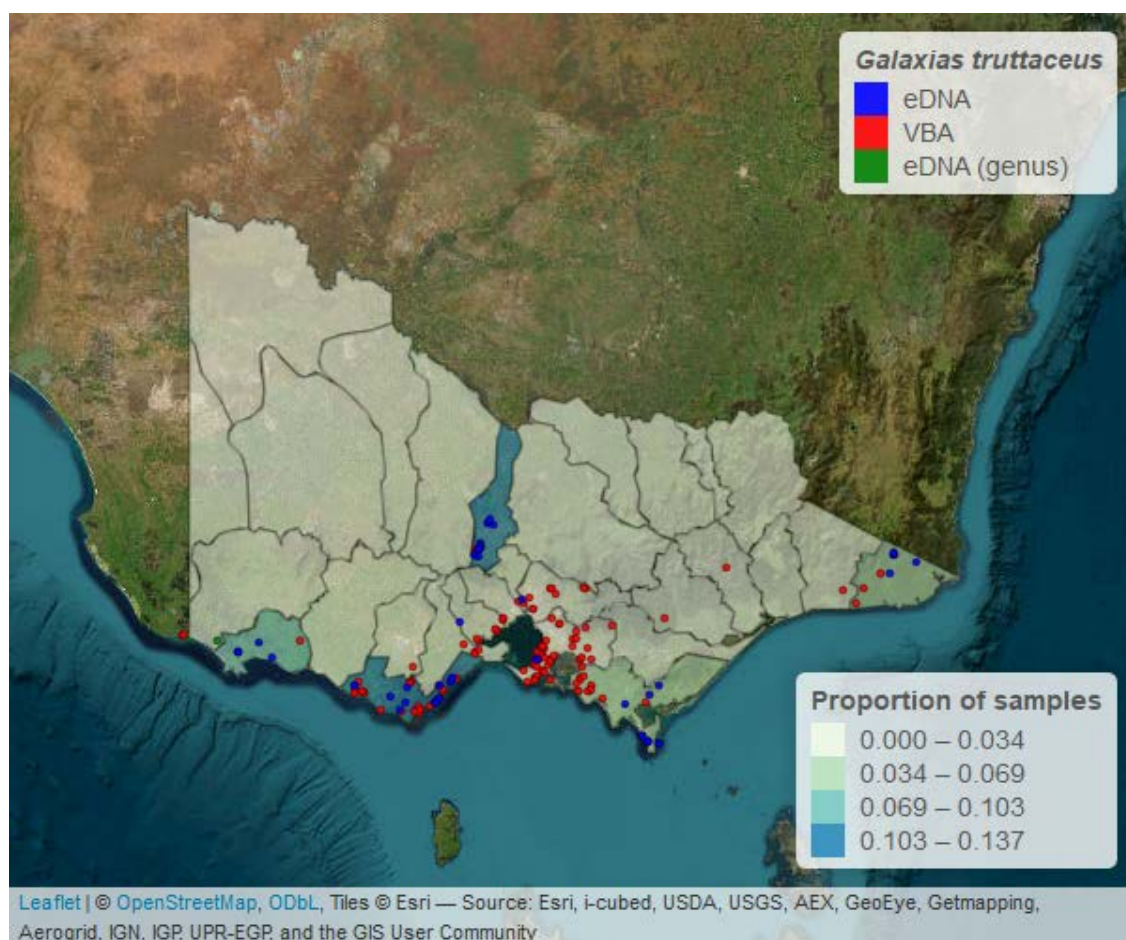 Galaxias truttaceus
eDNA
VBA
eDNA (genus)
Proportion of samples
0.000 – 0.034
0.034 – 0.069
0.069 – 0.103
0.103 – 0.137
Leaflet | © OpenStreetMap, ODbL, Tiles © Esri — Source: Esri, i-cubed, USDA, USGS, AEX, GeoEye, Getmapping,
Aerogrid, IGN, IGP, UPR-EGP, and the GIS User Community